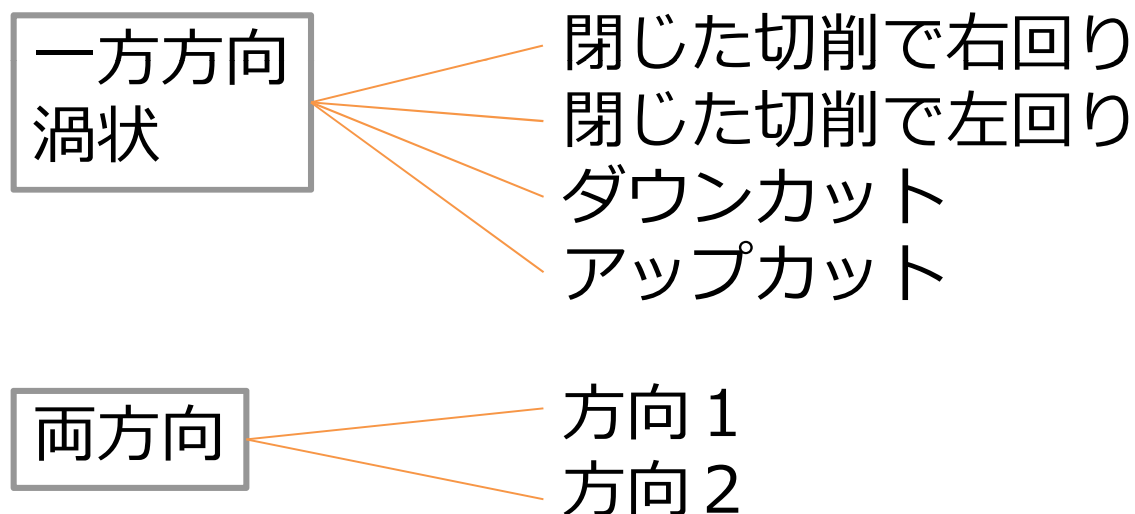 一方方向
渦状
閉じた切削で右回り
閉じた切削で左回り
ダウンカット
アップカット
両方向
方向１
方向２